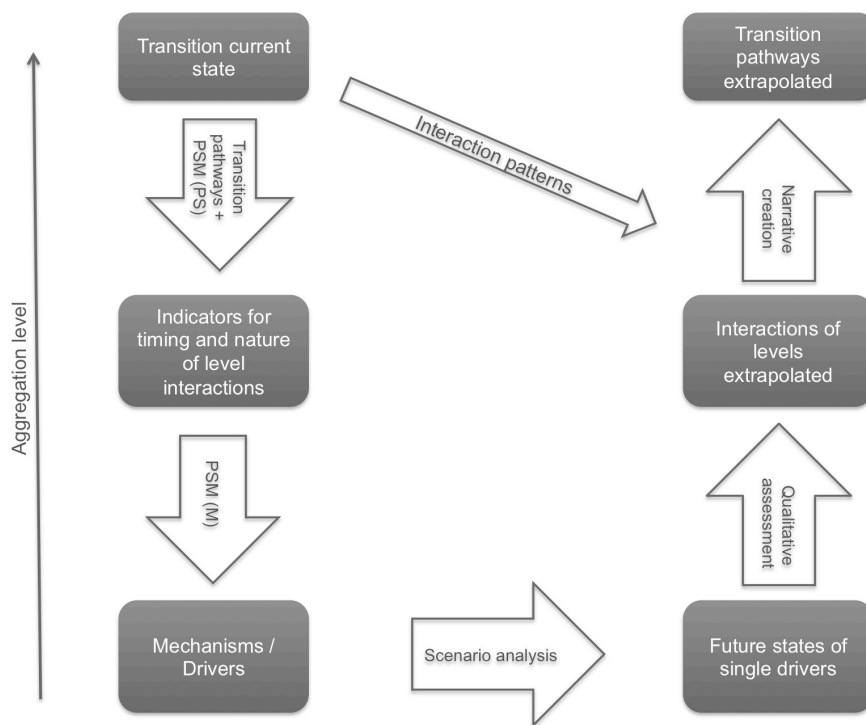 Transition current
state
Transition
pathways
extrapolated
Transition
pathways +
PSM (PS)
Interaction patterns
Narrative
creation
Aggregation level
Indicators for
timing and nature
of level
interactions
Interactions of
levels
extrapolated
PSM (M)
Qualitative
assessment
Mechanisms /
Drivers
Scenario analysis
Future states of
single drivers